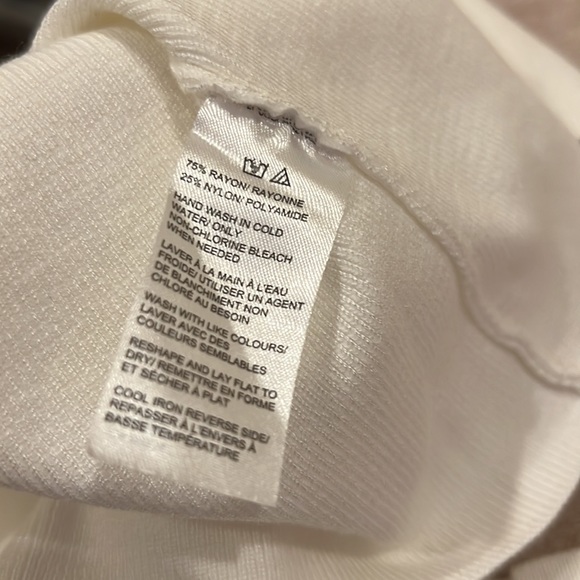 75% RAYON/ RAYONNE
25% NYLON/ POLYAMIDE
HAND WASH IN COLD
WATER/ ONLY
NON-CHLORINE BLEACH
WHEN NEEDED
LAVER À LA MAIN À L'EAU
FROIDE/ UTILISER UN AGENT
DE BLANCHIMENT NON
CHLORÉ AU BESOIN
WASH WITH LIKE COLOURS/
LAVER AVEC DES
COULEURS SEMBLABLES
RESHAPE AND LAY FLAT TO
DRY/ REMETTRE EN FORME
ET SÉCHER À PLAT
COOL IRON REVERSE SIDE/
REPASSER À L'ENVERS À
BASSE TEMPÉRATURE